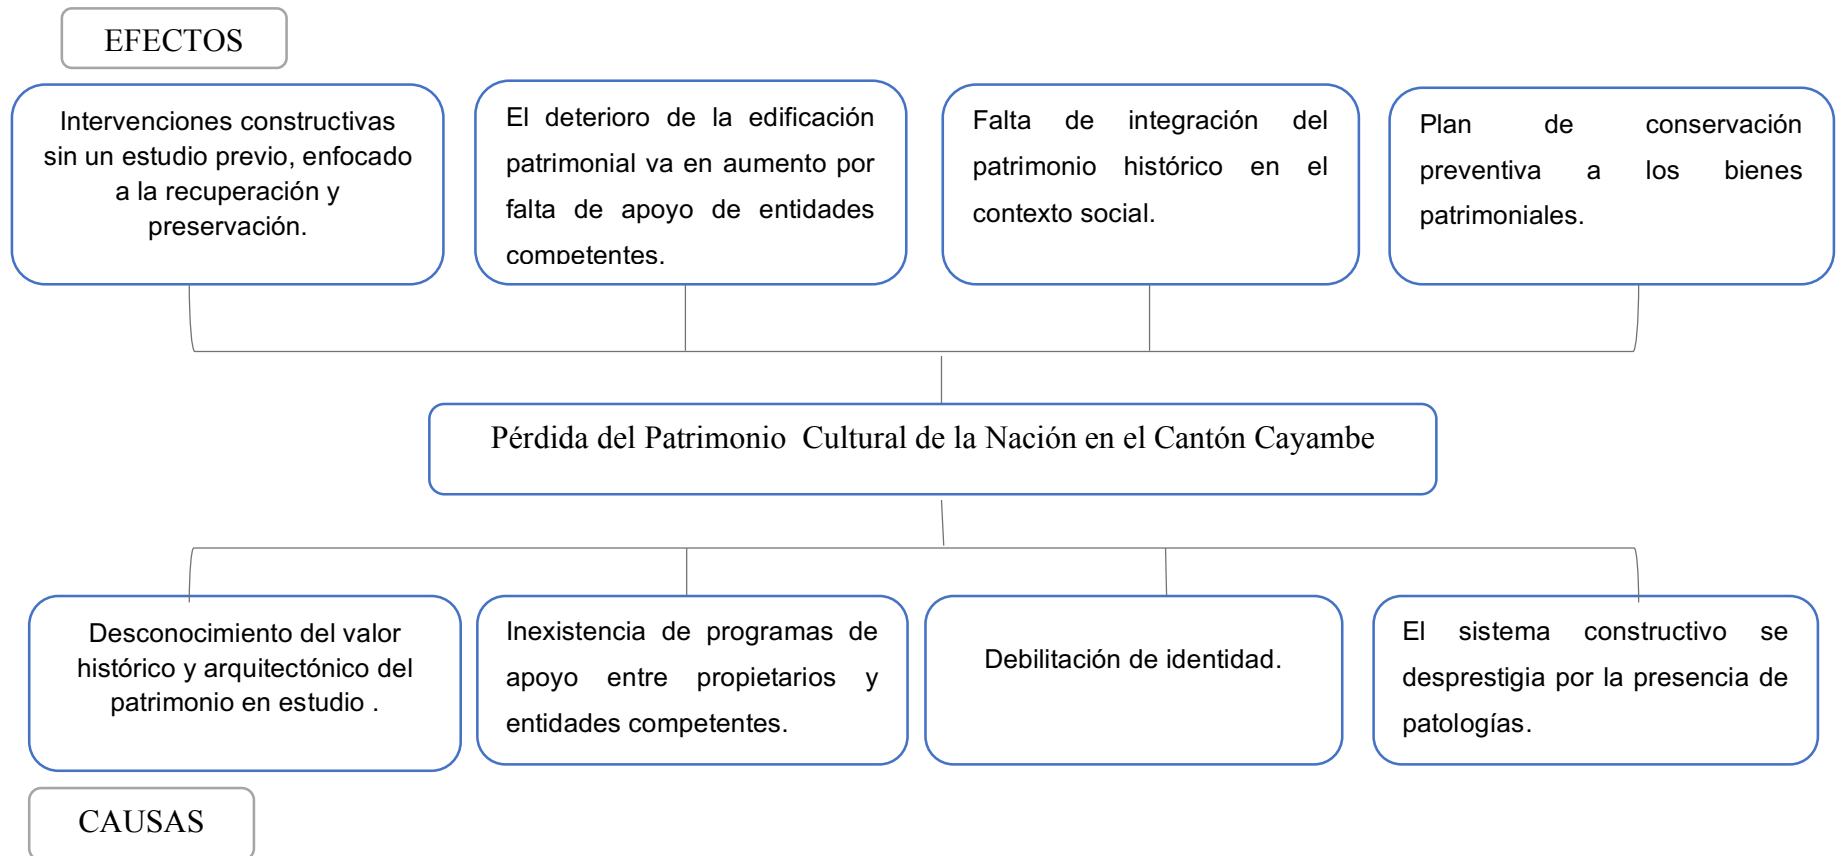 EFECTOS
Intervenciones constructivas
sin un estudio previo, enfocado
a la recuperación y
preservación.
El deterioro de la edificación
patrimonial va en aumento por
falta de apoyo de entidades
competentes.
Falta de integración del
patrimonio histórico en el
contexto social.
Plan de conservación
preventiva a los bienes
patrimoniales.
Pérdida del Patrimonio Cultural de la Nación en el Cantón Cayambe
Desconocimiento del valor
histórico y arquitectónico del
patrimonio en estudio .
Inexistencia de programas de
apoyo entre propietarios y
entidades competentes.
Debilitación de identidad.
El sistema constructivo se
desprestigia por la presencia de
patologías.
CAUSAS